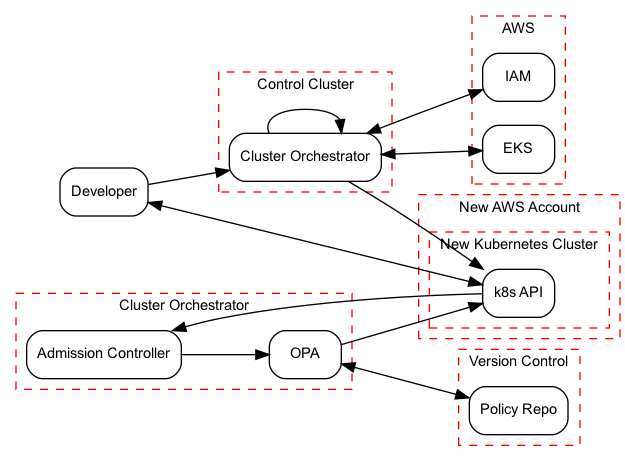 AWS
IAM
Control Cluster
Cluster Orchestrator
EKS
Developer
New AWS Account
New Kubernetes Cluster
k8s API
Cluster Orchestrator
Admission Controller
OPA
Version Control
Policy Repo